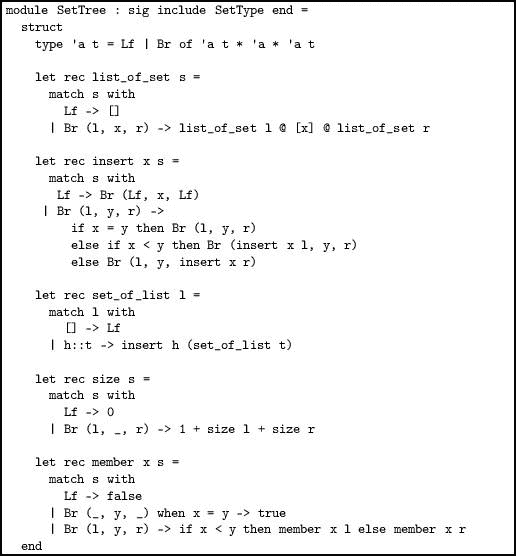 module SetTree : sig include SetType end =
  struct
    type 'a t = Lf | Br of 'a t * 'a * 'a t

    let rec list_of_set s =
      match s with
        Lf -> []
      | Br (l, x, r) -> list_of_set l @ [x] @ list_of_set r

    let rec insert x s =
      match s with
       Lf -> Br (Lf, x, Lf)
     | Br (l, y, r) ->
         if x = y then Br (l, y, r)
         else if x < y then Br (insert x l, y, r)
         else Br (l, y, insert x r)

    let rec set_of_list l =
      match l with
        [] -> Lf
      | h::t -> insert h (set_of_list t)

    let rec size s =
      match s with
        Lf -> 0
      | Br (l, _, r) -> 1 + size l + size r

    let rec member x s =
      match s with
        Lf -> false
      | Br (_, y, _) when x = y -> true
      | Br (l, y, r) -> if x < y then member x l else member x r
  end